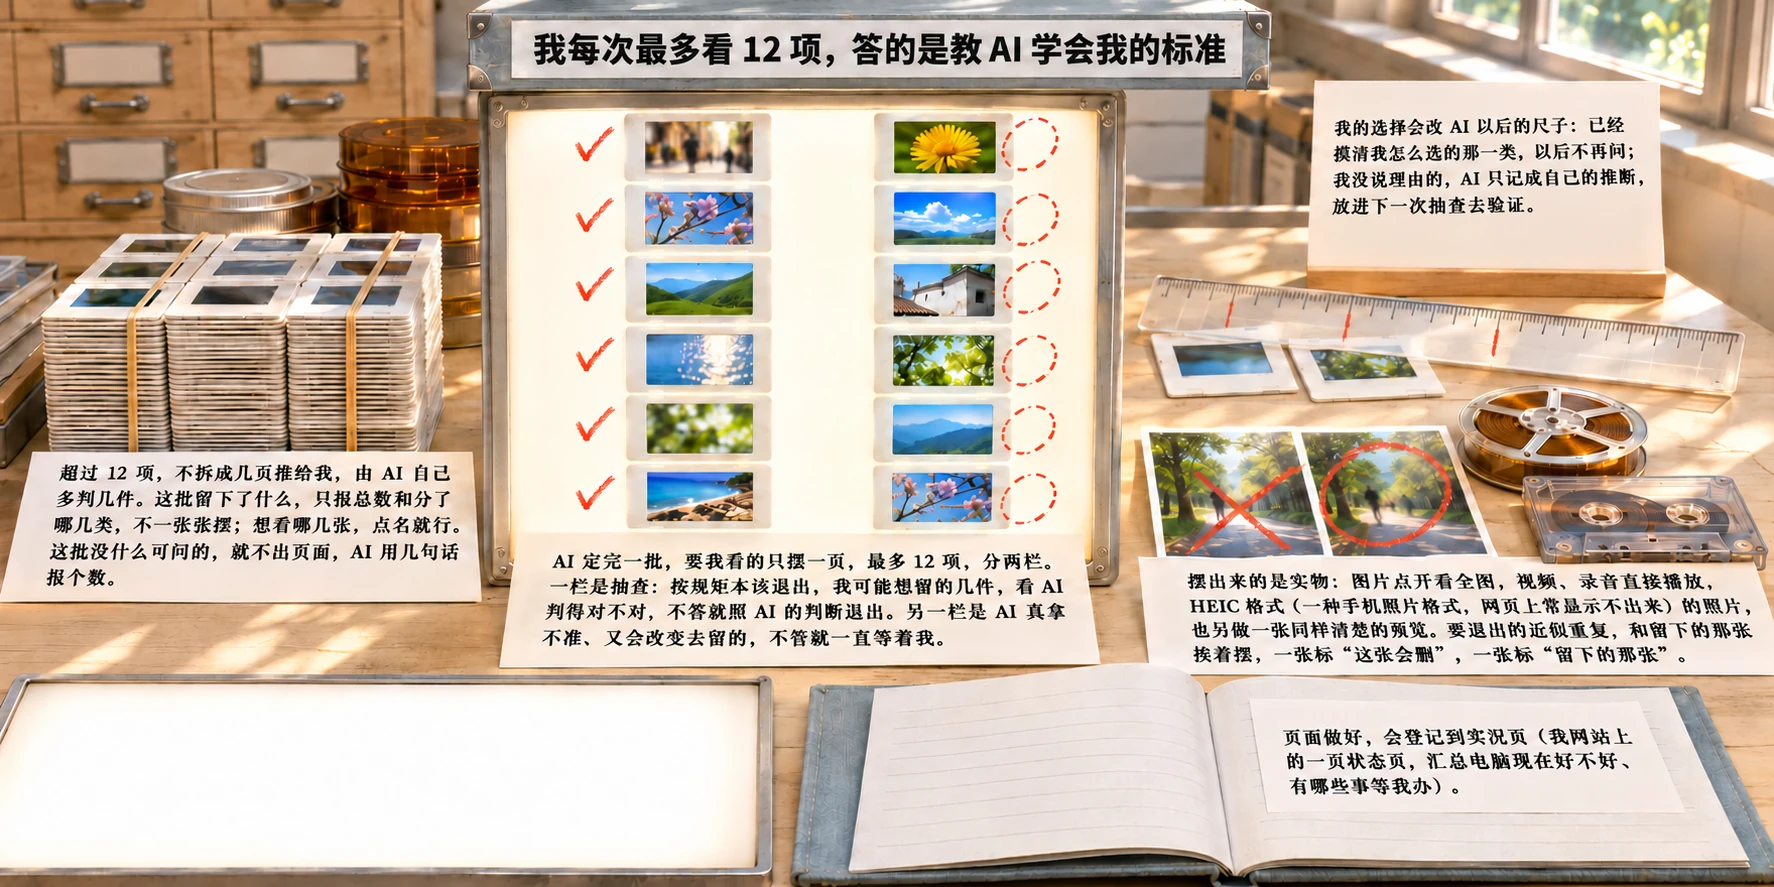 我每次最多看 12 项，答的是教 AI 学会我的标准
我的选择会改 AI 以后的尺子：已经
摸清我怎么选的那一类，以后不再问；
我没说理由的，AI 只记成自己的推断，
放进下一次抽查去验证。
超过 12 项，不拆成几页推给我，由 AI 自己
多判几件。这批留下了什么，只报总数和分了
哪几类，不一张张摆；想看哪几张，点名就行。
这批没什么可问的，就不出页面，AI 用几句话
报个数。
AI 定完一批，要我看的只摆一页，最多 12 项，分两栏。
一栏是抽查：按规矩本该退出，我可能想留的几件，看 AI
判得对不对，不答就照 AI 的判断退出。另一栏是 AI 真拿
不准、又会改变去留的，不答就一直等着我。
摆出来的是实物：图片点开看全图，视频、录音直接播放，
HEIC 格式（一种手机照片格式，网页上常显示不出来）的照片，
也另做一张同样清楚的预览。要退出的近似重复，和留下的那张
挨着摆，一张标“这张会删”，一张标“留下的那张”。
页面做好，会登记到实况页（我网站上
的一页状态页，汇总电脑现在好不好、
有哪些事等我办）。